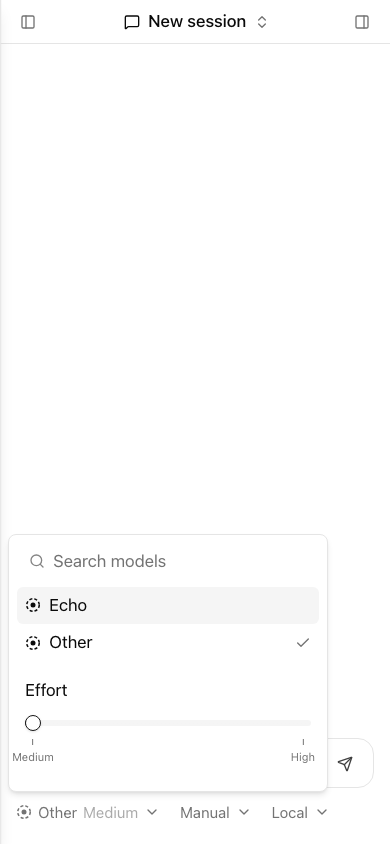 New session
Search models
Echo
Other
Effort
Medium High
Other Medium Manual Local